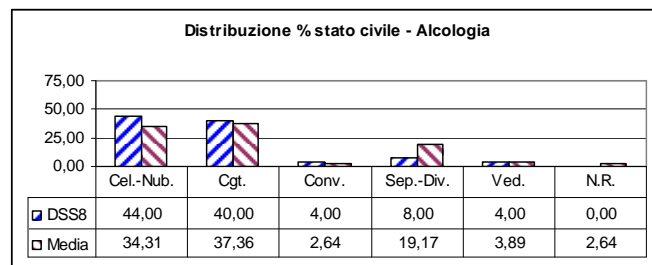 Distribuzione % stato civile - Alcologia
75,00
50,00
25,00
0,00
Cel.-Nub. Cgt. Conv. Sep.-Div. Ved. N.R.
DSS8 44,00 40,00 4,00 8,00 4,00 0,00
Media 34,31 37,36 2,64 19,17 3,89 2,64